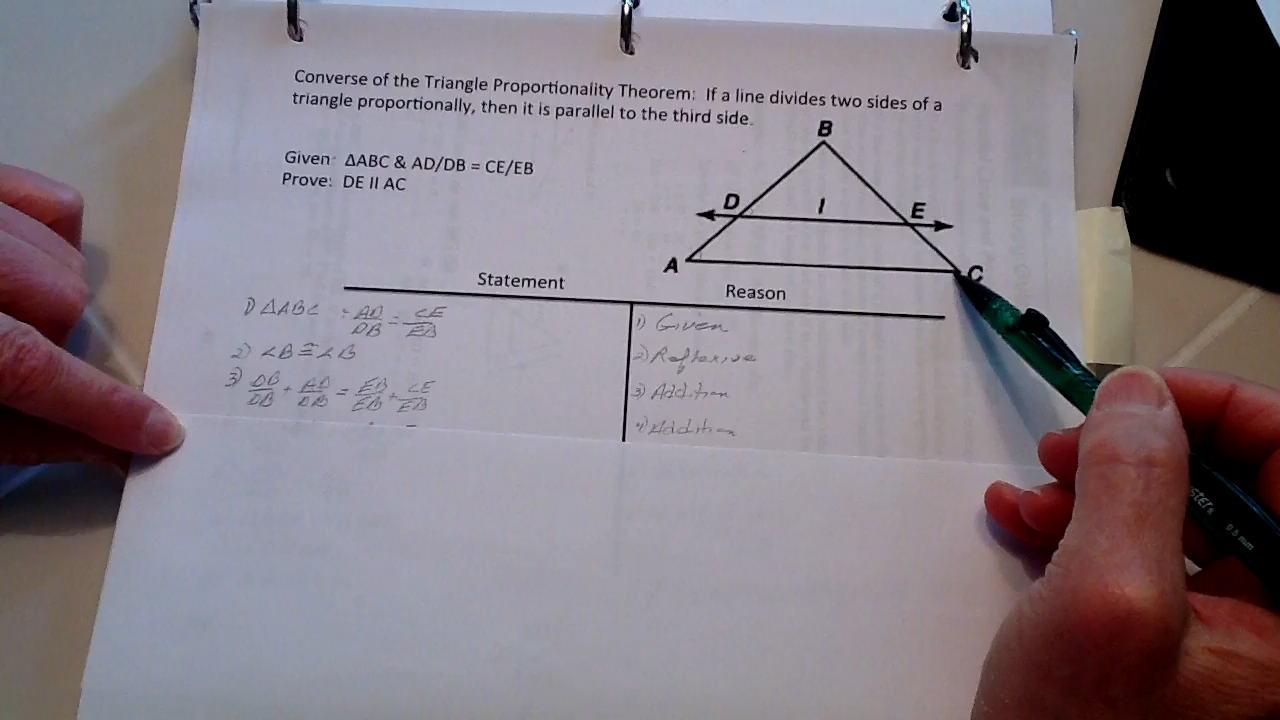 Converse of the Triangle Proportionality Theorem: If a line divides two sides of a
triangle proportionally, then it is parallel to the third side.
Given: ΔABC & AD/DB = CE/EB
Prove: DE II AC
B
D
l
E
A
C
Statement
Reason
1) ΔABC ÷ AD/DB = CE/EB
1) Given
2) ∠B ≅ ∠B
2) Reflexive
3) DB/DB + AD/DB = EB/EB + CE/EB
3) Addition
4) Addition
0.5 mm